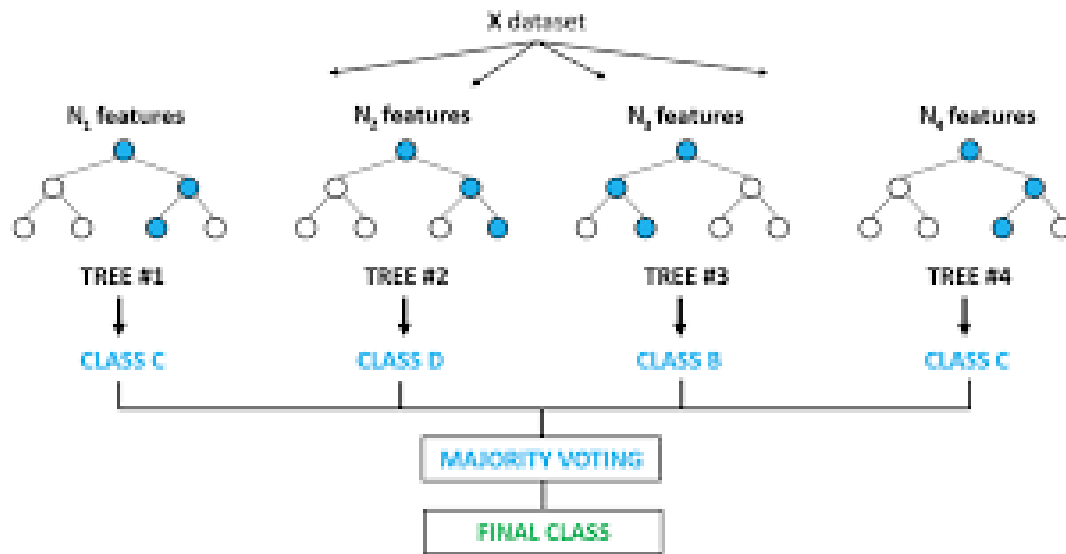 X dataset
N₁ features N₂ features N₃ features N₄ features
TREE #1 TREE #2 TREE #3 TREE #4
CLASS C CLASS D CLASS B CLASS C
MAJORITY VOTING
FINAL CLASS